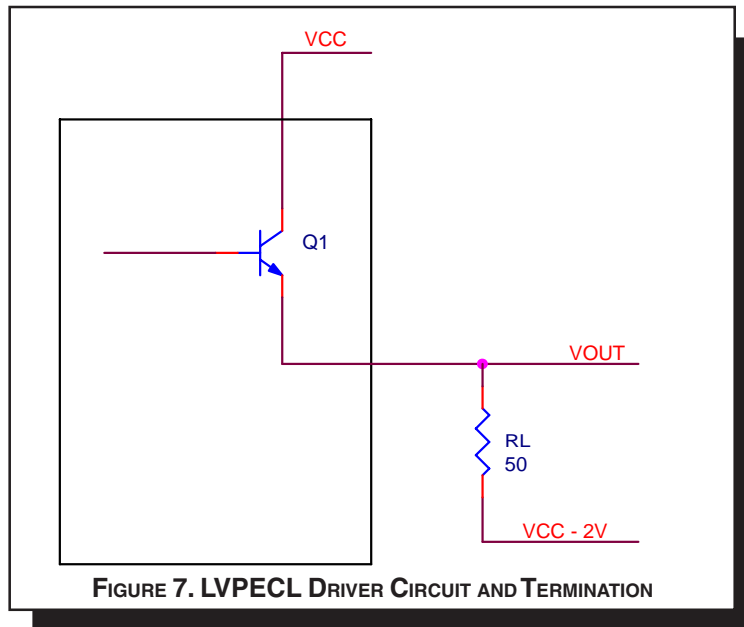 VCC
Q1
VOUT
RL
50
VCC - 2V
FIGURE 7. LVPECL DRIVER CIRCUIT AND TERMINATION